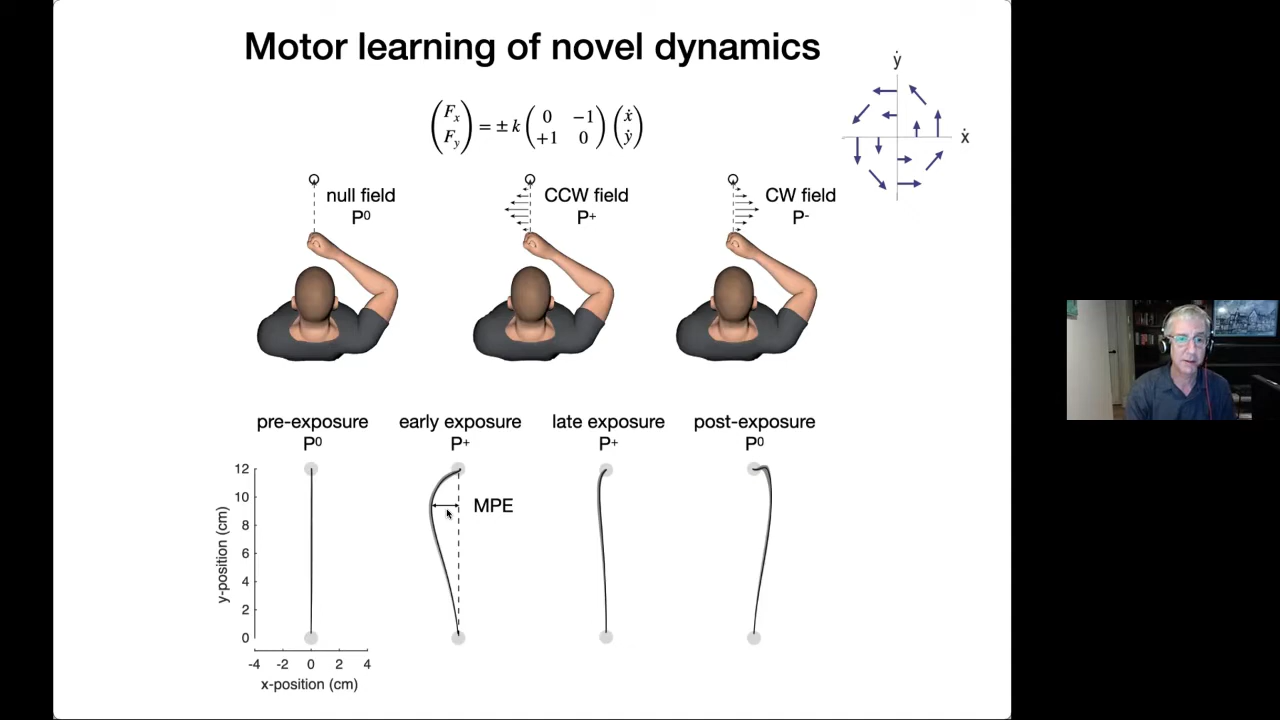 Motor learning of novel dynamics
ẏ
ẋ
(Fx Fy) = ± k (0 −1 +1 0) (ẋ ẏ)
null field
P⁰
CCW field
P⁺
CW field
P⁻
pre-exposure
P⁰
early exposure
P⁺
late exposure
P⁺
post-exposure
P⁰
12
10
8
6
4
2
0
y-position (cm)
MPE
-4 -2 0 2 4
x-position (cm)